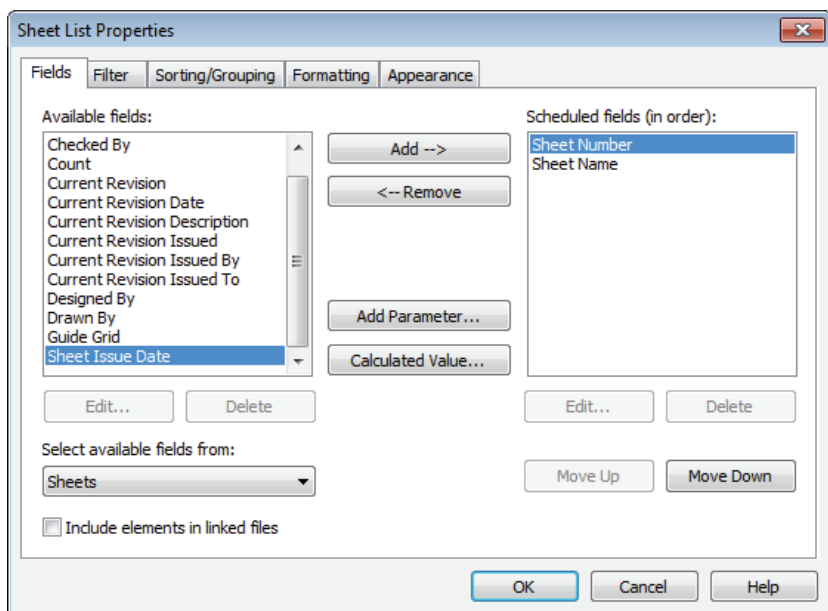 Sheet List Properties
Fields
Filter
Sorting/Grouping
Formatting
Appearance
Available fields:
Checked By
Count
Current Revision
Current Revision Date
Current Revision Description
Current Revision Issued
Current Revision Issued By
Current Revision Issued To
Designed By
Drawn By
Guide Grid
Sheet Issue Date
Edit...
Delete
Select available fields from:
Sheets
Include elements in linked files
Add -->
<-- Remove
Add Parameter...
Calculated Value...
Scheduled fields (in order):
Sheet Number
Sheet Name
Edit...
Delete
Move Up
Move Down
OK
Cancel
Help